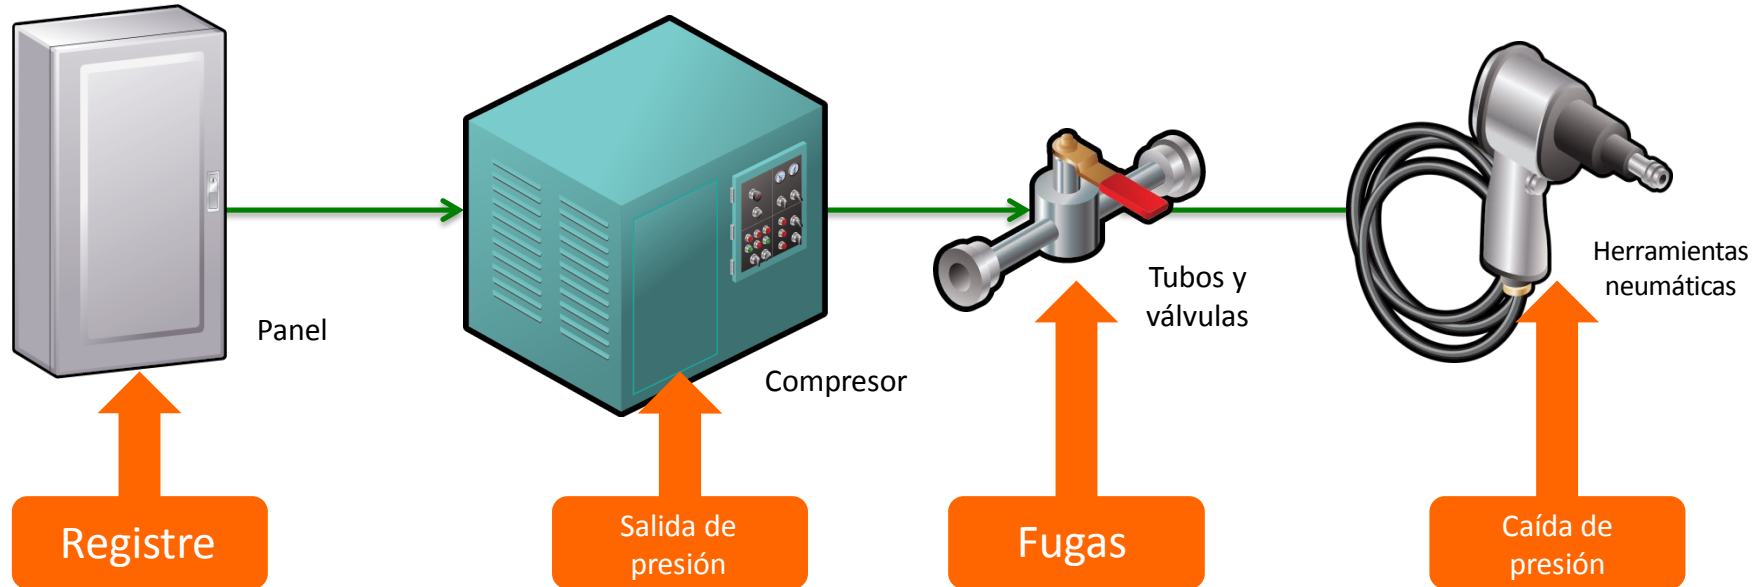 Panel
Compresor
Tubos y
válvulas
Herramientas
neumáticas
Registre
Salida de
presión
Fugas
Caída de
presión